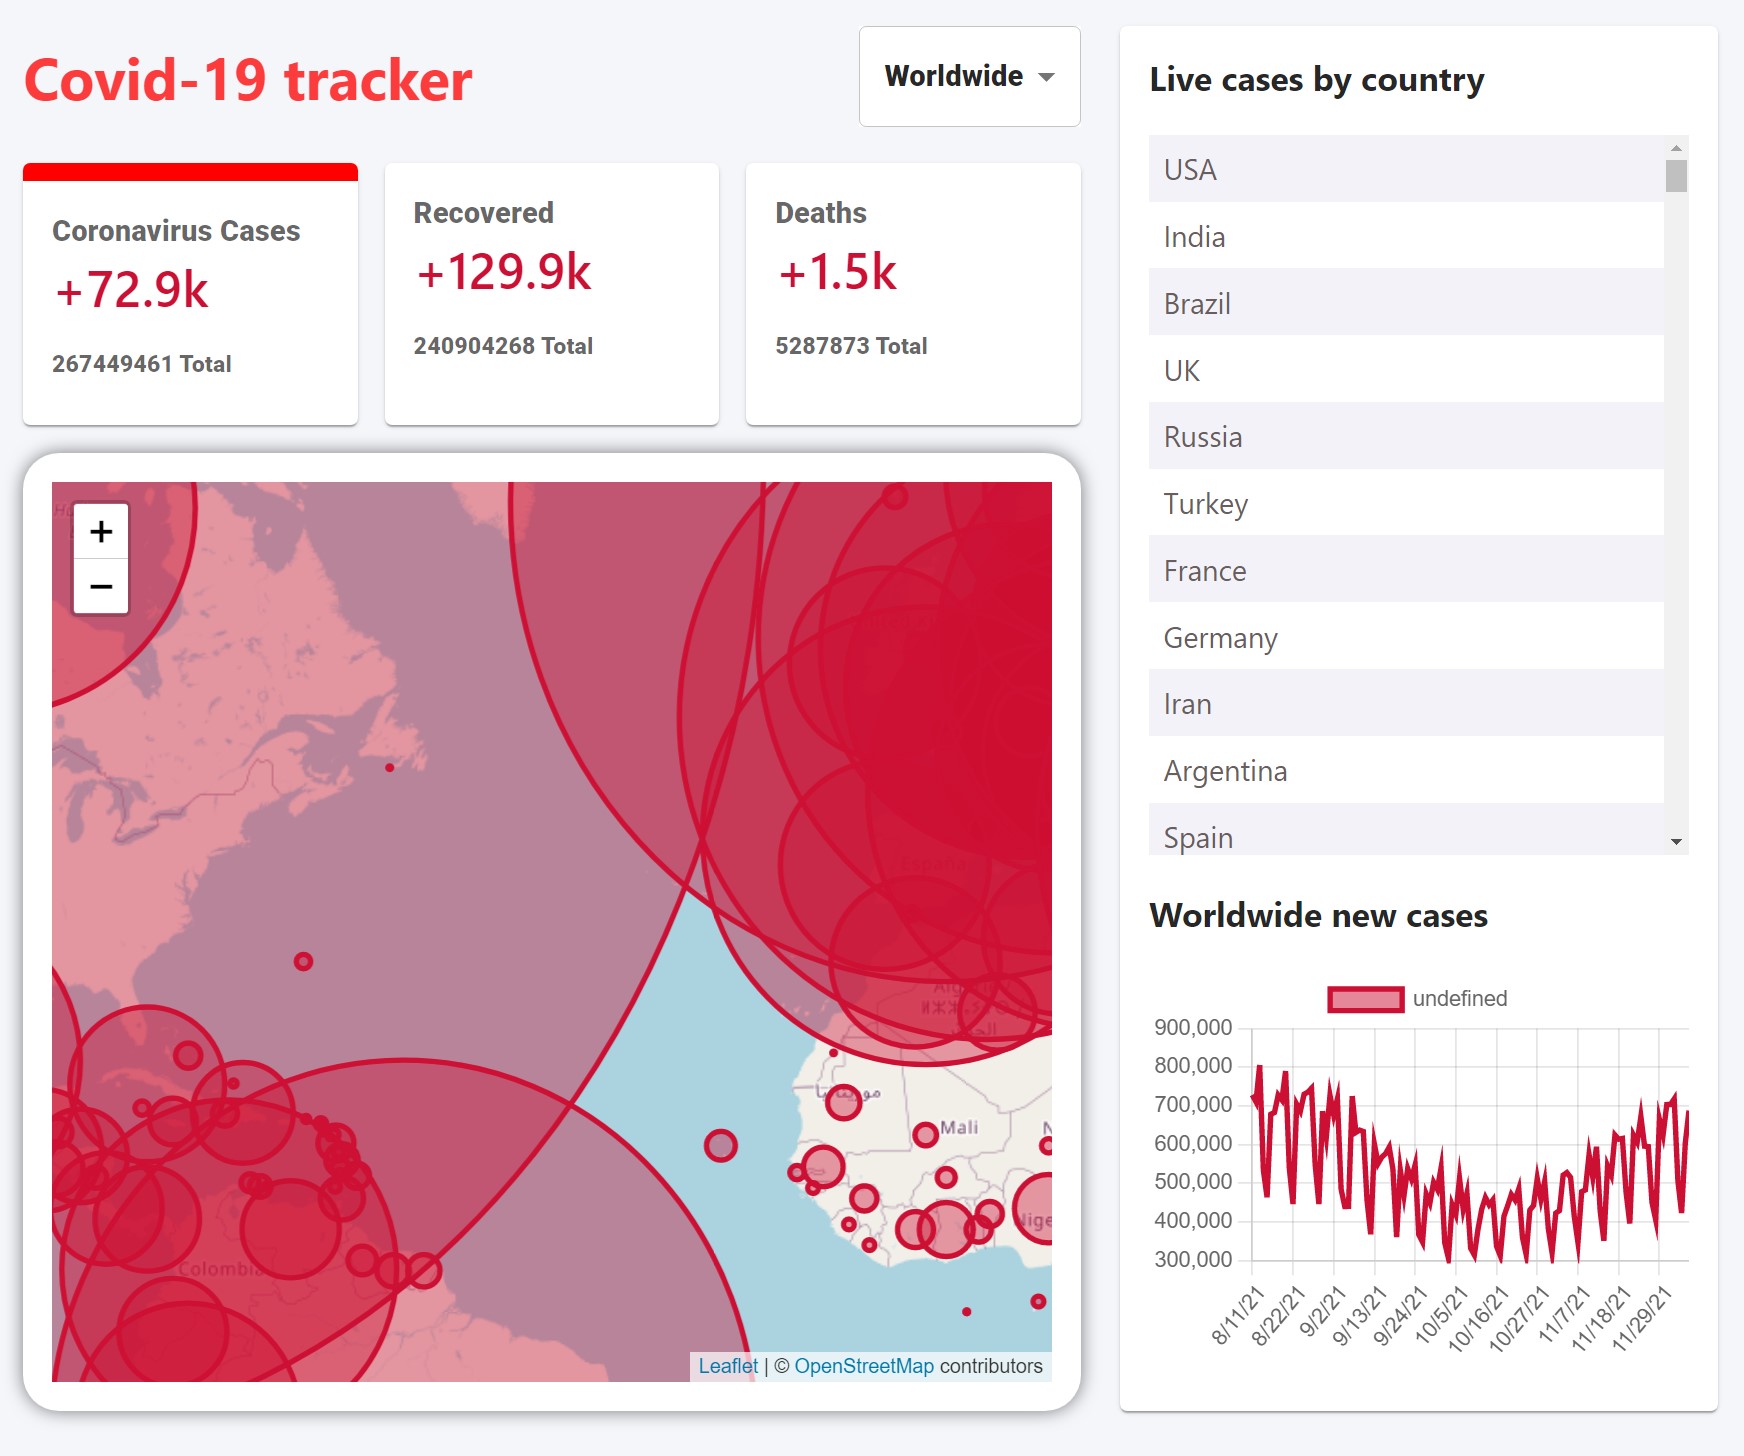 Covid-19 tracker
Worldwide
Coronavirus Cases
+72.9k
267449461 Total
Recovered
+129.9k
240904268 Total
Deaths
+1.5k
5287873 Total
+
−
España
موريتانيا
Mali
Colombia
Leaflet | © OpenStreetMap contributors
Live cases by country
USA
India
Brazil
UK
Russia
Turkey
France
Germany
Iran
Argentina
Spain
Worldwide new cases
undefined
900,000
800,000
700,000
600,000
500,000
400,000
300,000
8/11/21
8/22/21
9/2/21
9/13/21
9/24/21
10/5/21
10/16/21
10/27/21
11/7/21
11/18/21
11/29/21